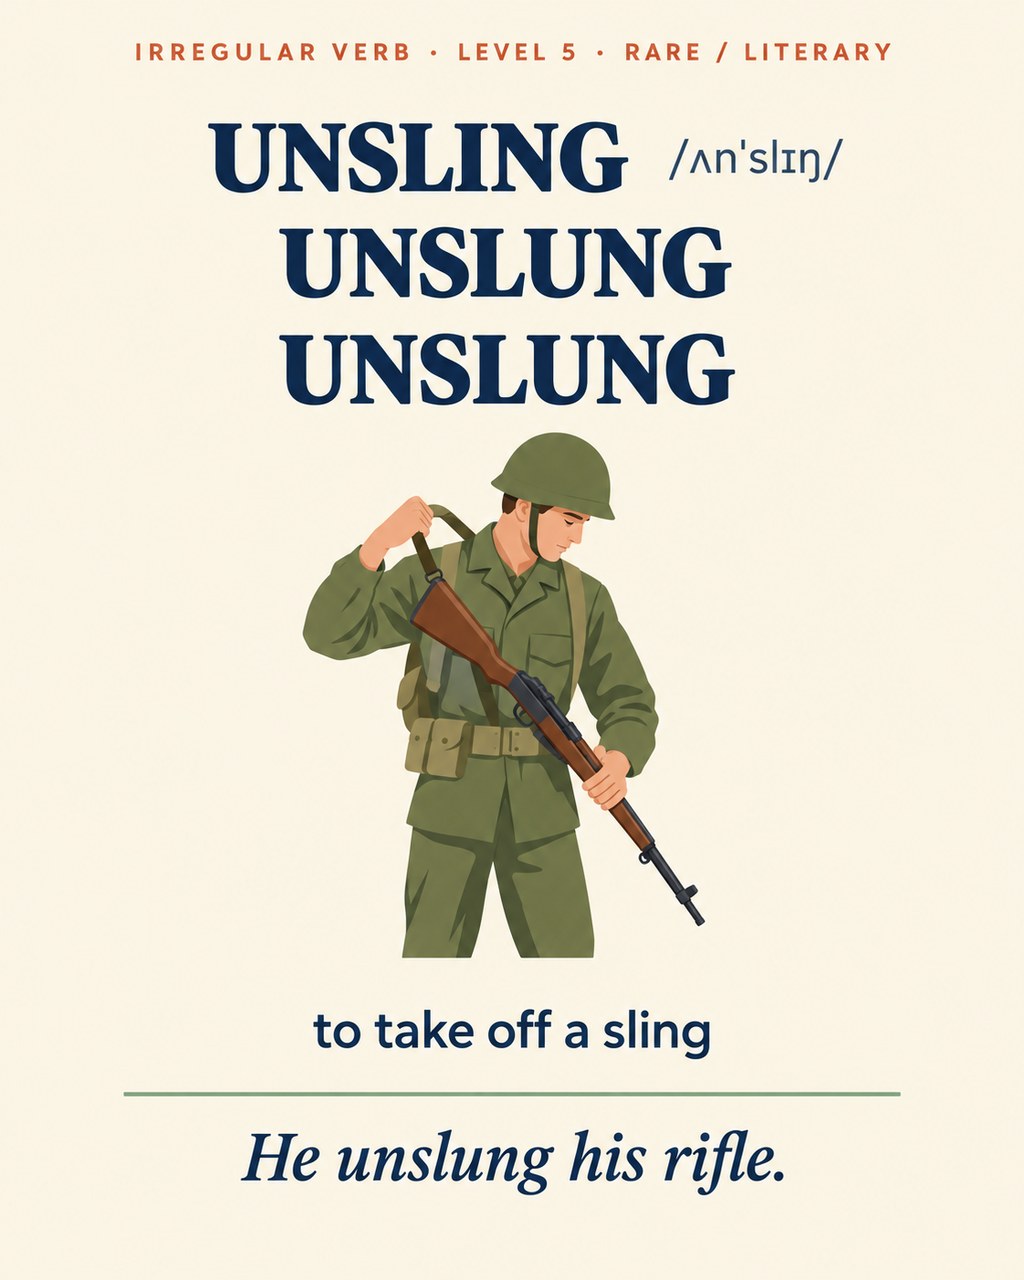 IRREGULAR VERB · LEVEL 5 · RARE / LITERARY
UNSLING /ʌnˈslɪŋ/
UNSLUNG
UNSLUNG
to take off a sling
He unslung his rifle.